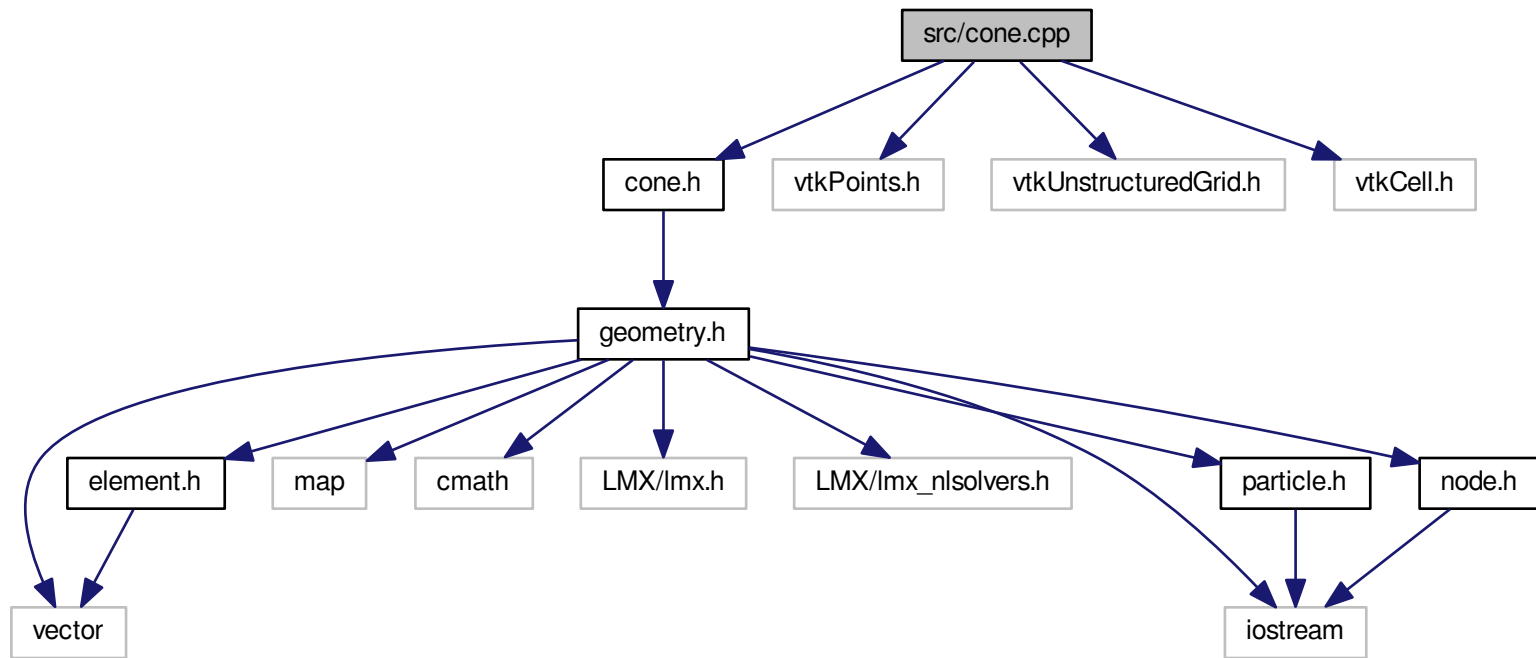 src/cone.cpp
cone.h
vtkPoints.h
vtkUnstructuredGrid.h
vtkCell.h
geometry.h
element.h
map
cmath
LMX/lmx.h
LMX/lmx_nlsolvers.h
particle.h
node.h
vector
iostream